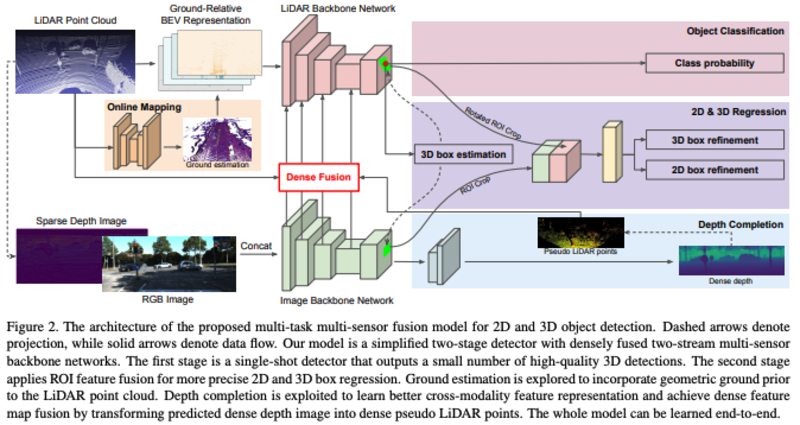 LiDAR Point Cloud
Ground-Relative
BEV Representation
LiDAR Backbone Network
Object Classification
Class probability
Online Mapping
Ground estimation
Rotated ROI Crop
2D & 3D Regression
3D box estimation
3D box refinement
2D box refinement
Dense Fusion
ROI Crop
Sparse Depth Image
Concat
RGB Image
Image Backbone Network
Depth Completion
Pseudo LiDAR points
Dense depth
Figure 2. The architecture of the proposed multi-task multi-sensor fusion model for 2D and 3D object detection. Dashed arrows denote
projection, while solid arrows denote data flow. Our model is a simplified two-stage detector with densely fused two-stream multi-sensor
backbone networks. The first stage is a single-shot detector that outputs a small number of high-quality 3D detections. The second stage
applies ROI feature fusion for more precise 2D and 3D box regression. Ground estimation is explored to incorporate geometric ground prior
to the LiDAR point cloud. Depth completion is exploited to learn better cross-modality feature representation and achieve dense feature
map fusion by transforming predicted dense depth image into dense pseudo LiDAR points. The whole model can be learned end-to-end.